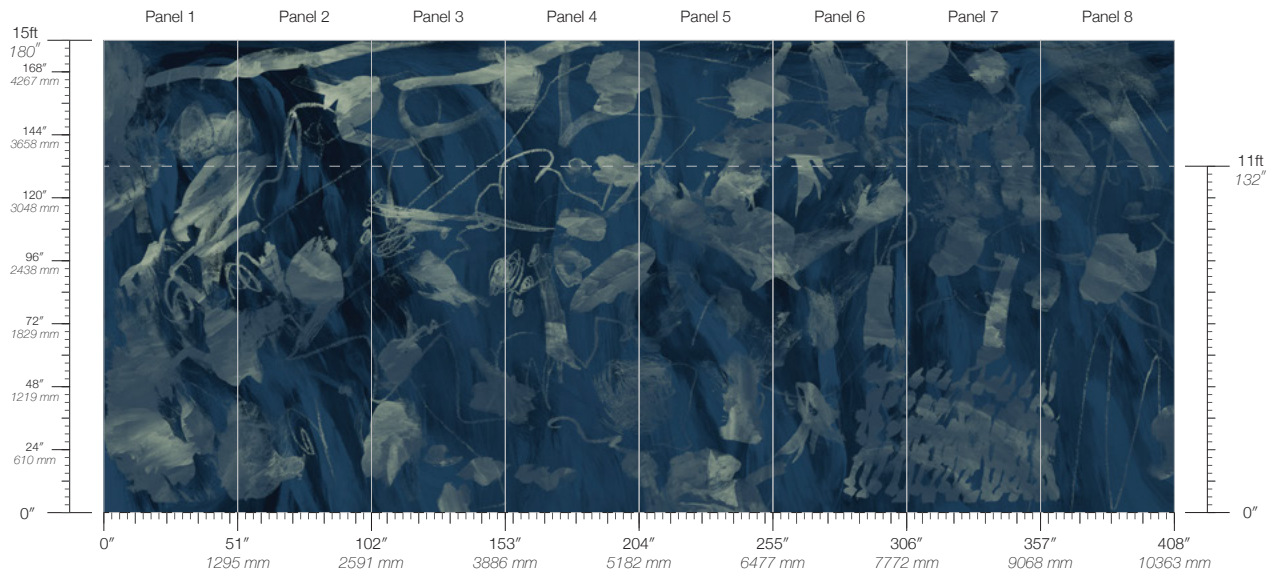 Panel 1 Panel 2 Panel 3 Panel 4 Panel 5 Panel 6 Panel 7 Panel 8
15ft
180″
168″
4267 mm
144″
3658 mm
11ft
132″
120″
3048 mm
96″
2438 mm
72″
1829 mm
48″
1219 mm
24″
610 mm
0″ 0″
0″ 51″ 102″ 153″ 204″ 255″ 306″ 357″ 408″
1295 mm 2591 mm 3886 mm 5182 mm 6477 mm 7772 mm 9068 mm 10363 mm